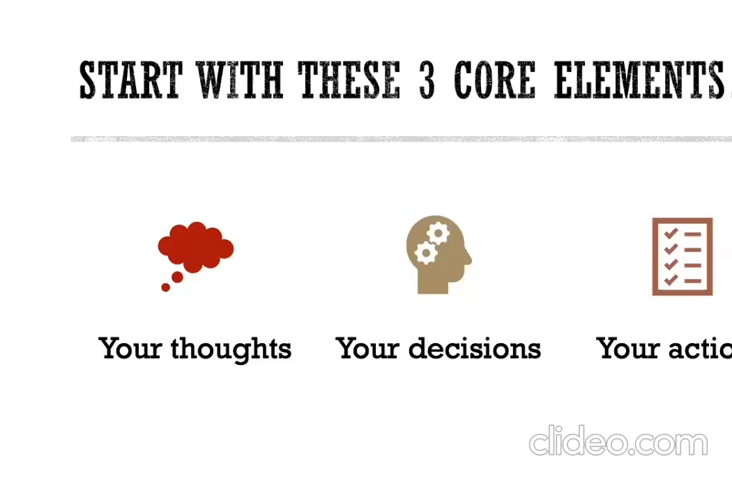 START WITH THESE 3 CORE ELEMENTS
Your thoughts
Your decisions
Your
clideo.com